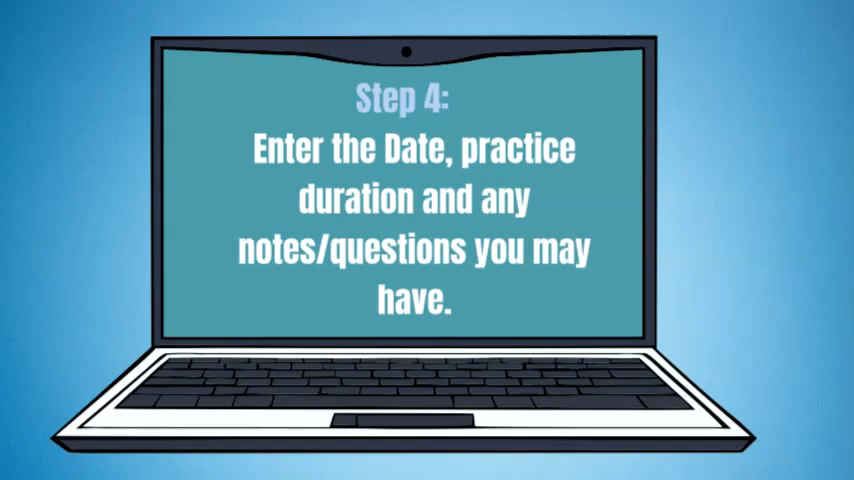 Step 4:
Enter the Date, practice
duration and any
notes/questions you may
have.